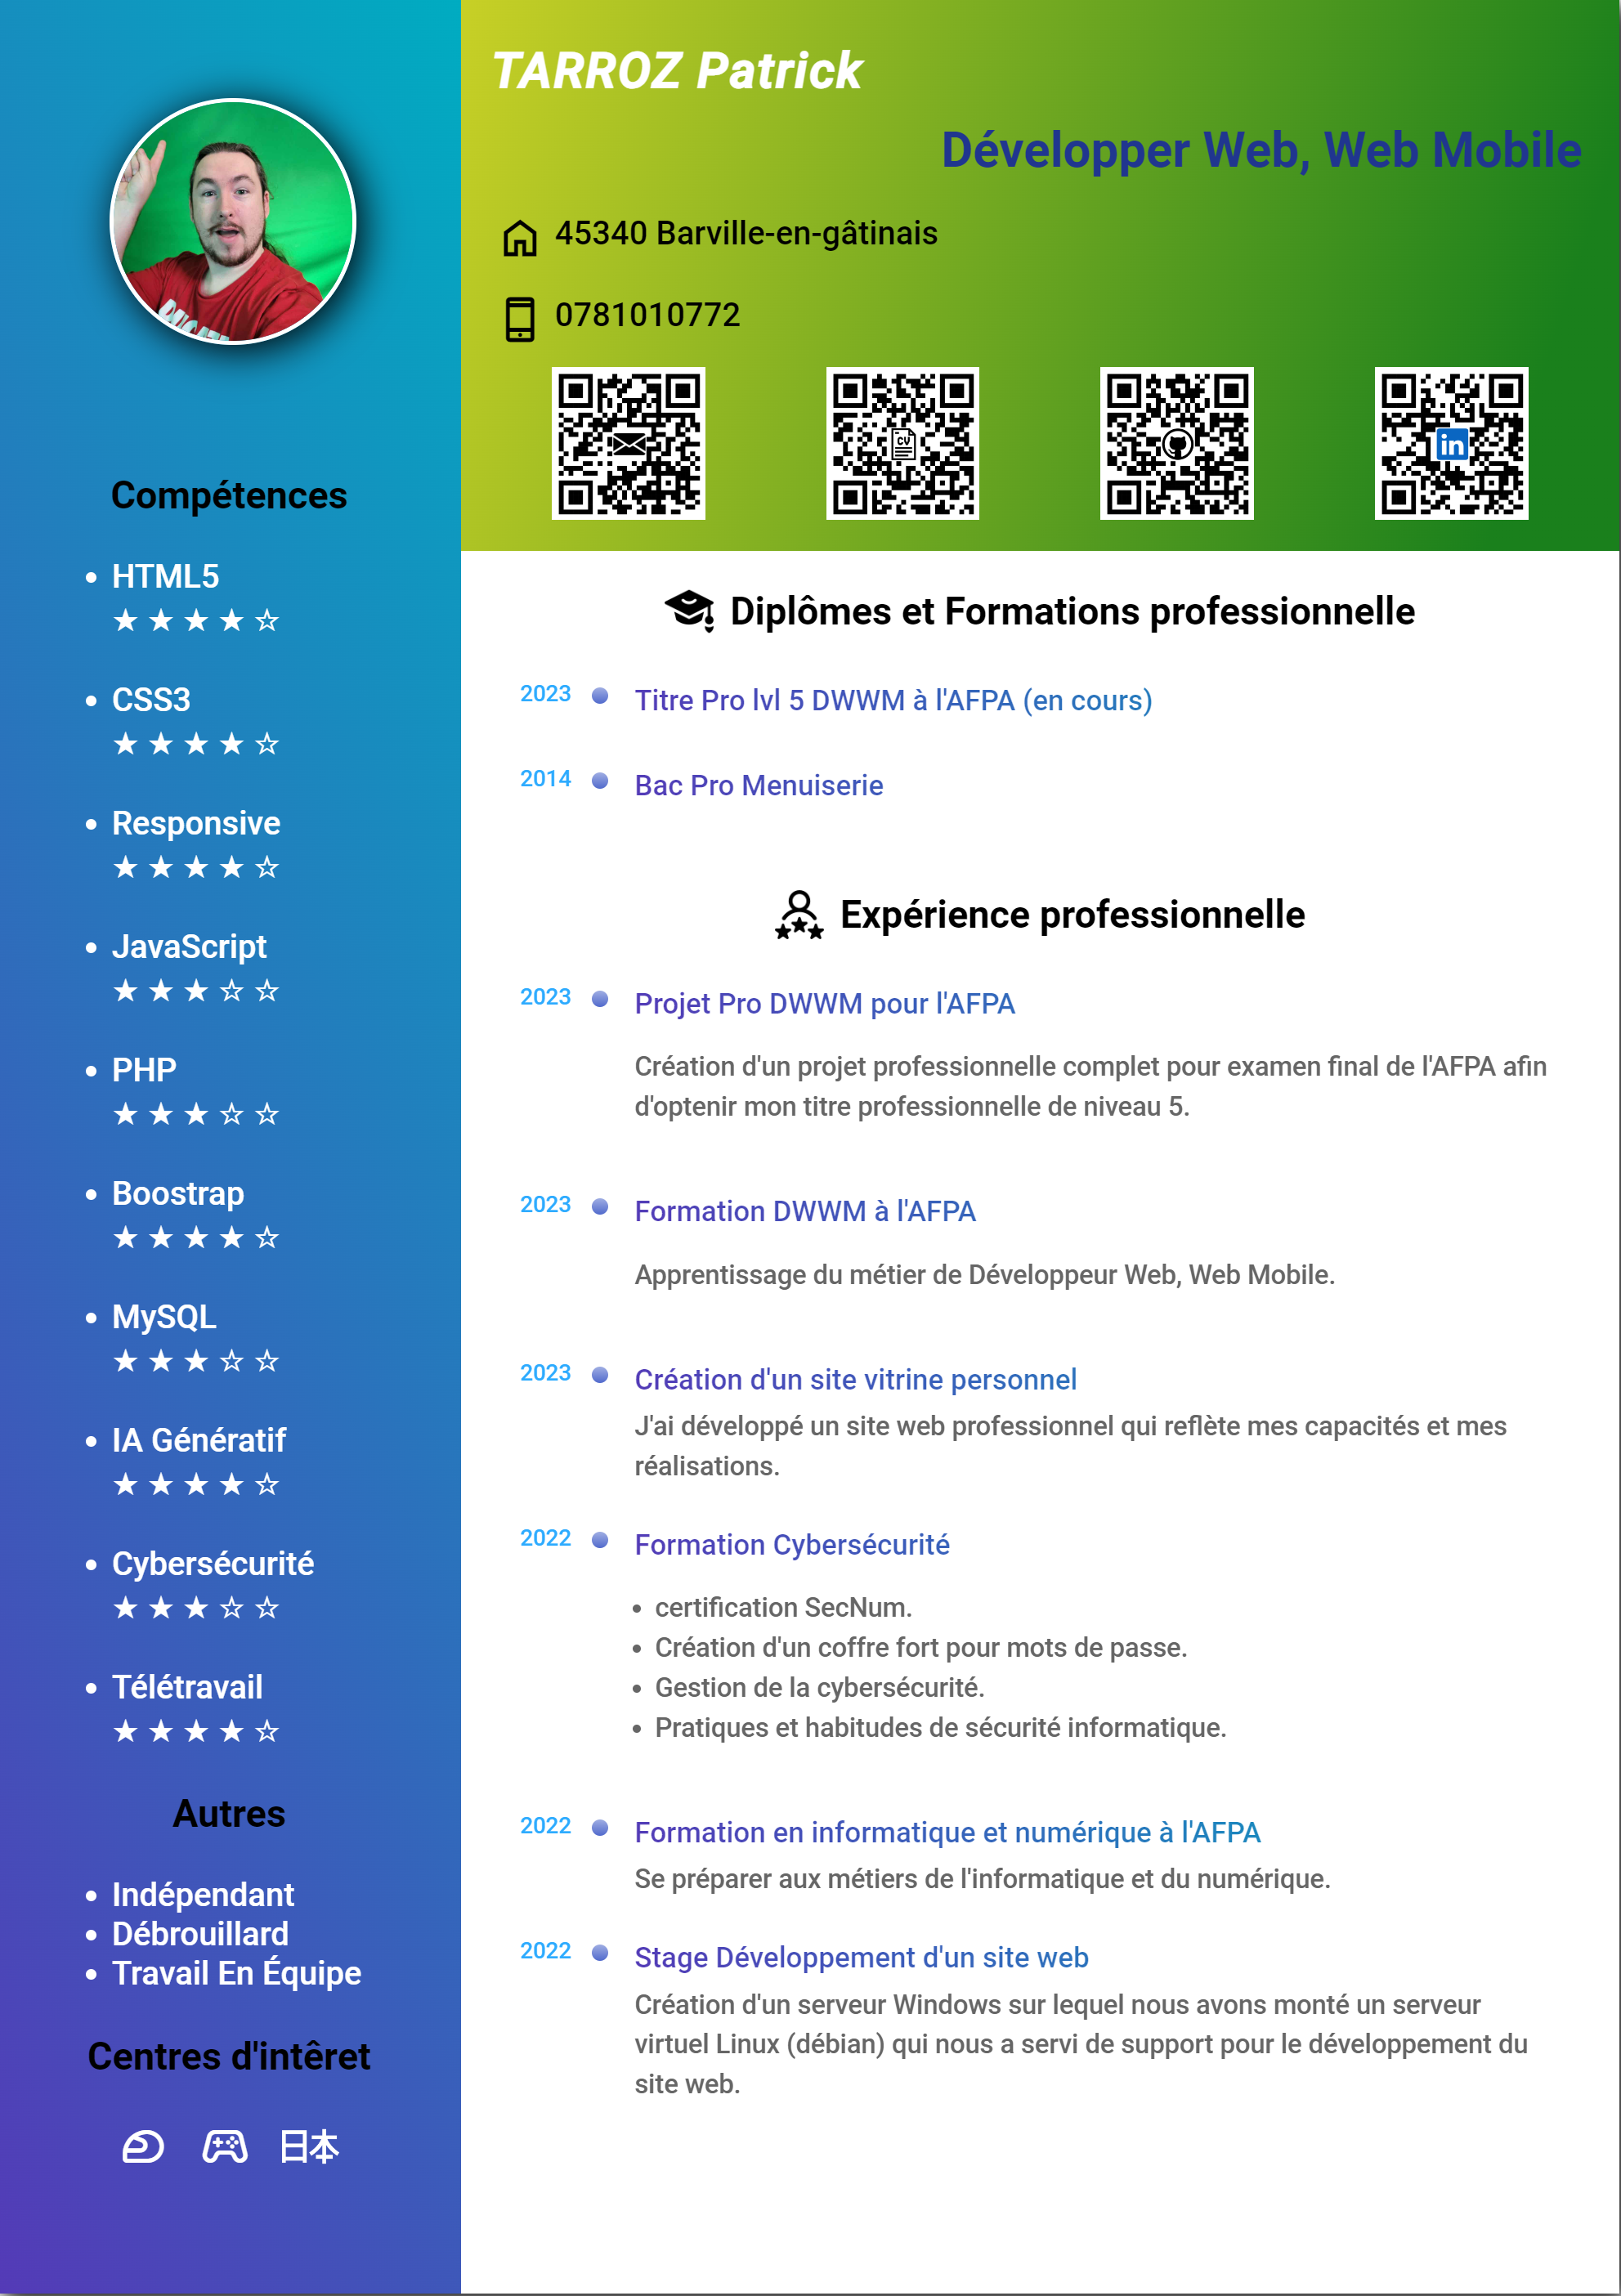 TARROZ Patrick
Développer Web, Web Mobile
45340 Barville-en-gâtinais
0781010772
CV
in
Compétences
HTML5
★ ★ ★ ★ ☆
CSS3
★ ★ ★ ★ ☆
Responsive
★ ★ ★ ★ ☆
JavaScript
★ ★ ★ ☆ ☆
PHP
★ ★ ★ ☆ ☆
Boostrap
★ ★ ★ ★ ☆
MySQL
★ ★ ★ ☆ ☆
IA Génératif
★ ★ ★ ★ ☆
Cybersécurité
★ ★ ★ ☆ ☆
Télétravail
★ ★ ★ ★ ☆
Autres
Indépendant
Débrouillard
Travail En Équipe
Centres d'intêret
日本
Diplômes et Formations professionnelle
2023 Titre Pro lvl 5 DWWM à l'AFPA (en cours)
2014 Bac Pro Menuiserie
Expérience professionnelle
2023 Projet Pro DWWM pour l'AFPA
Création d'un projet professionnelle complet pour examen final de l'AFPA afin
d'optenir mon titre professionnelle de niveau 5.
2023 Formation DWWM à l'AFPA
Apprentissage du métier de Développeur Web, Web Mobile.
2023 Création d'un site vitrine personnel
J'ai développé un site web professionnel qui reflète mes capacités et mes
réalisations.
2022 Formation Cybersécurité
certification SecNum.
Création d'un coffre fort pour mots de passe.
Gestion de la cybersécurité.
Pratiques et habitudes de sécurité informatique.
2022 Formation en informatique et numérique à l'AFPA
Se préparer aux métiers de l'informatique et du numérique.
2022 Stage Développement d'un site web
Création d'un serveur Windows sur lequel nous avons monté un serveur
virtuel Linux (débian) qui nous a servi de support pour le développement du
site web.